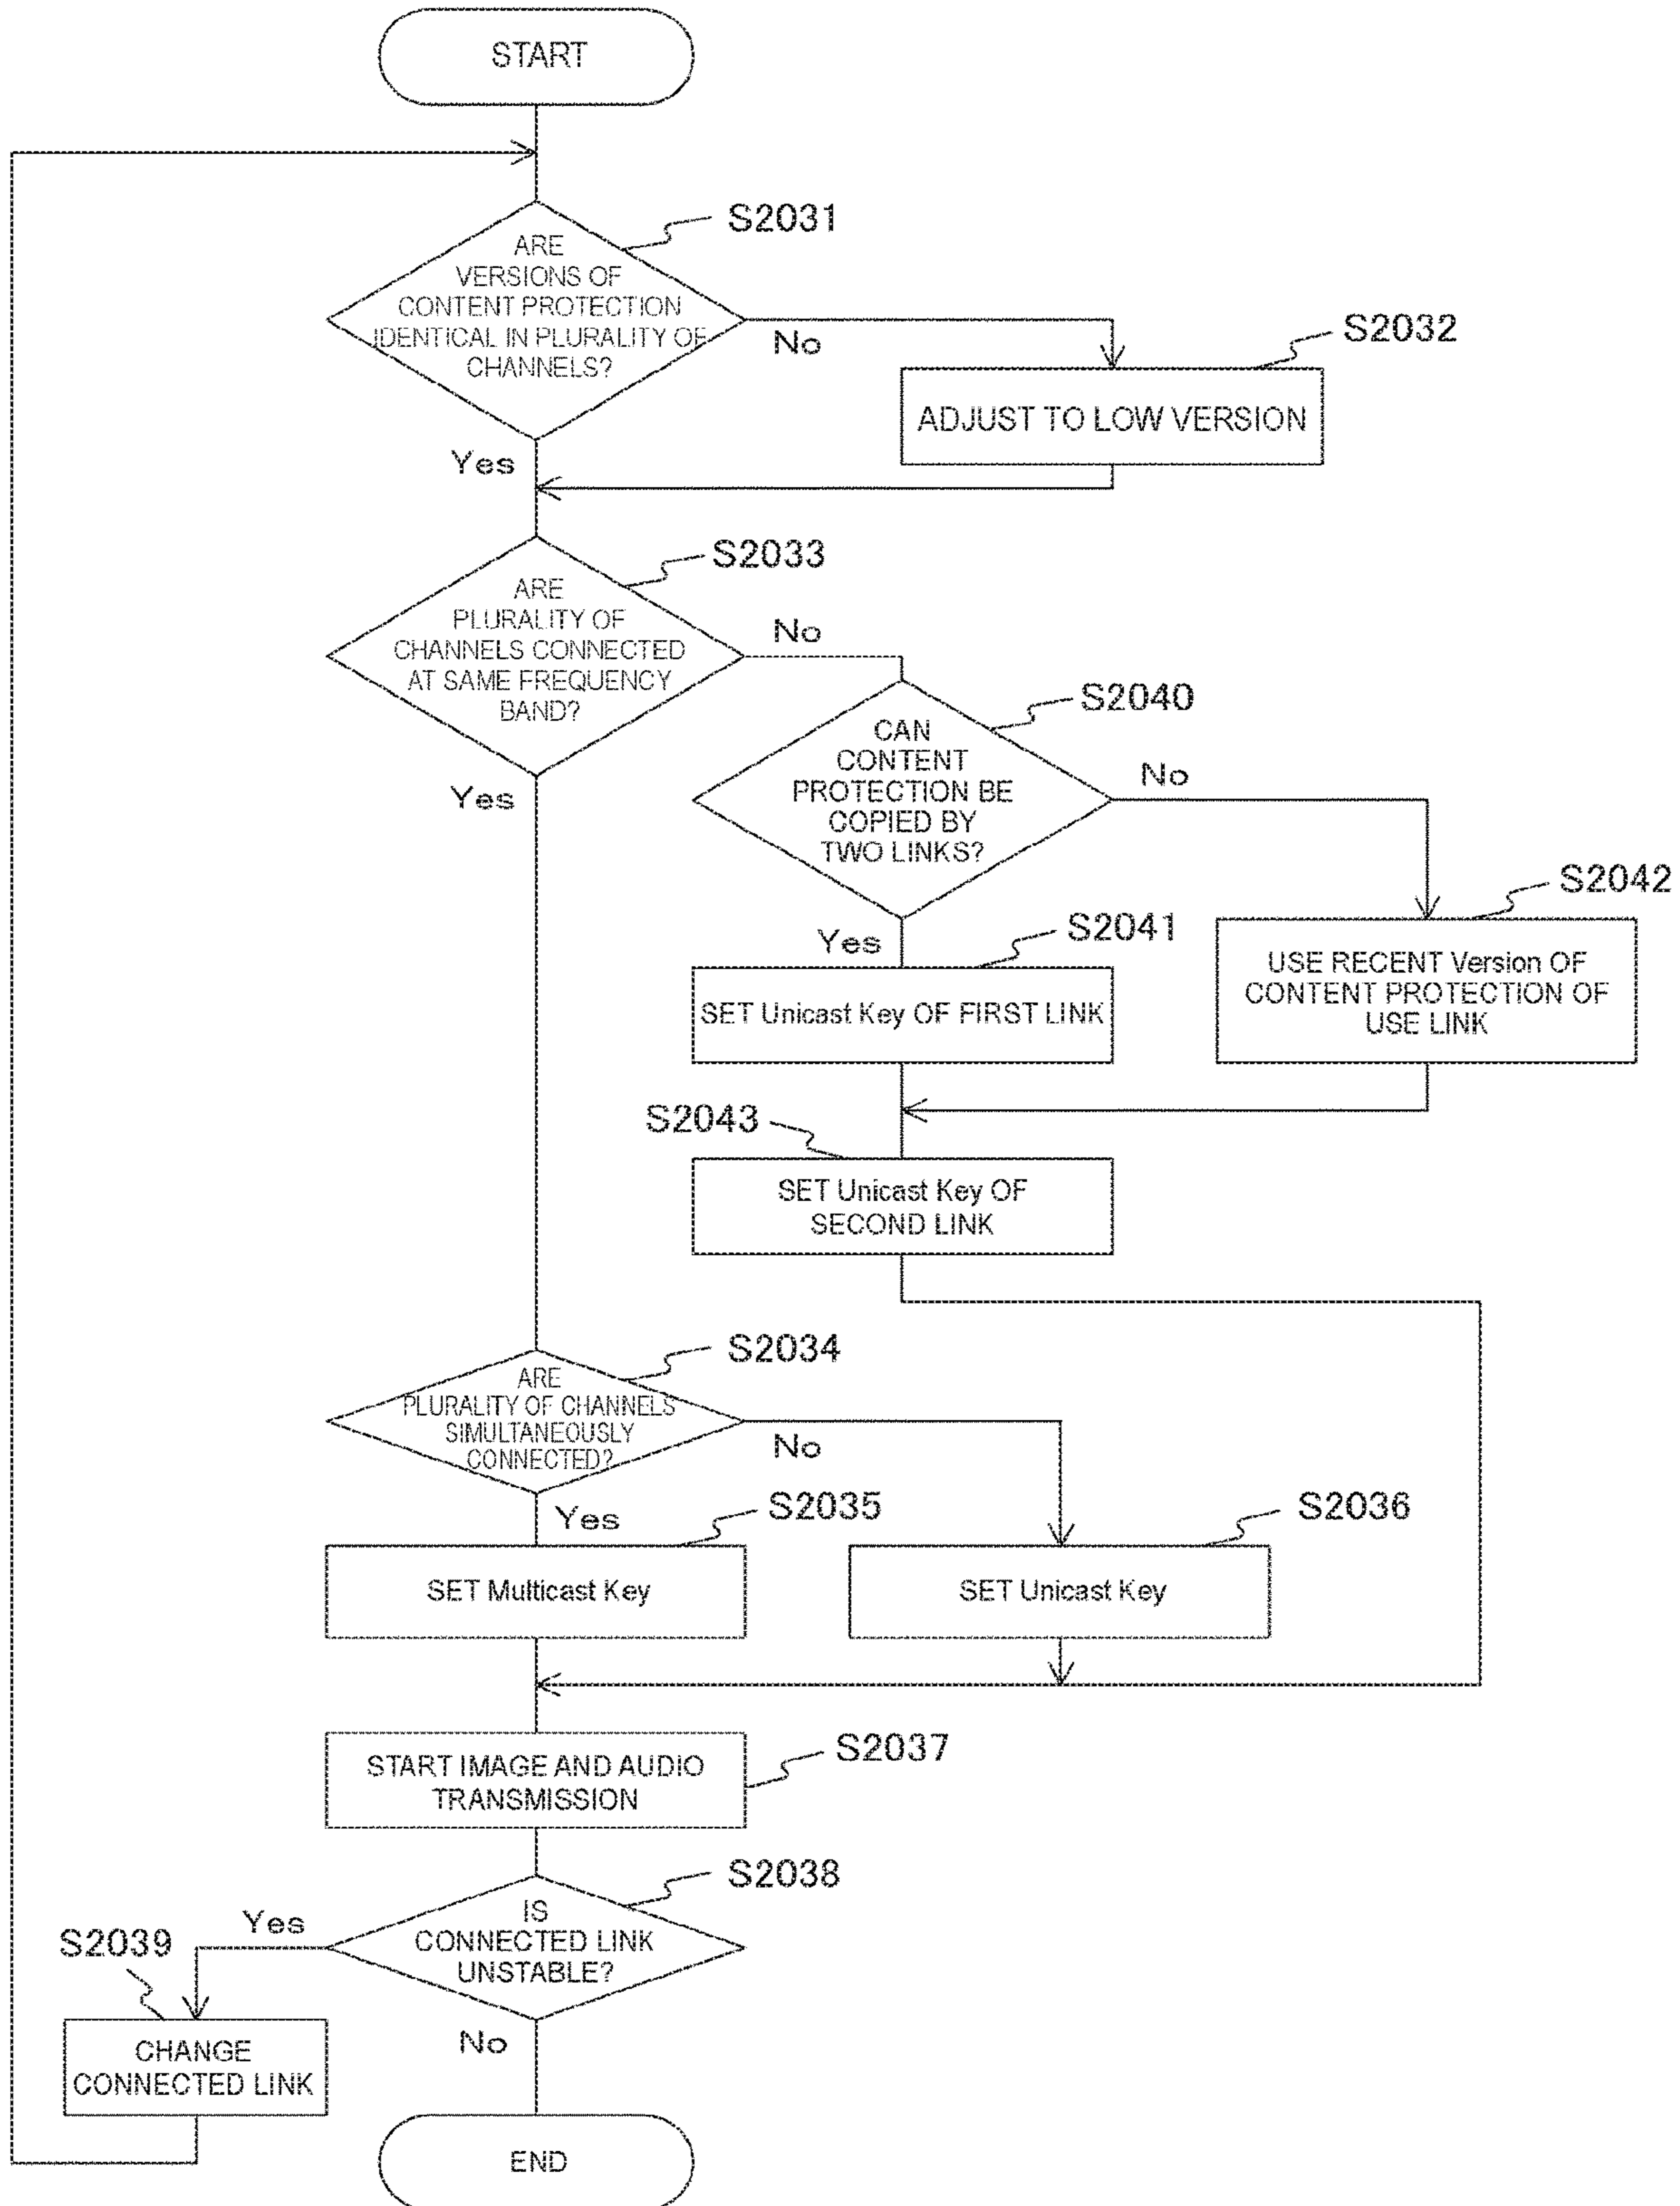 START
S2031
ARE
VERSIONS OF
CONTENT PROTECTION
IDENTICAL IN PLURALITY OF
CHANNELS?
No
S2032
ADJUST TO LOW VERSION
Yes
S2033
ARE
PLURALITY OF
CHANNELS CONNECTED
AT SAME FREQUENCY
BAND?
No
Yes
S2040
CAN
CONTENT
PROTECTION BE
COPIED BY
TWO LINKS?
No
Yes
S2041
SET Unicast Key OF FIRST LINK
S2042
USE RECENT Version OF
CONTENT PROTECTION OF
USE LINK
S2043
SET Unicast Key OF
SECOND LINK
S2034
ARE
PLURALITY OF CHANNELS
SIMULTANEOUSLY
CONNECTED?
No
Yes
S2035
SET Multicast Key
S2036
SET Unicast Key
S2037
START IMAGE AND AUDIO
TRANSMISSION
S2038
IS
CONNECTED LINK
UNSTABLE?
Yes
S2039
CHANGE
CONNECTED LINK
No
END